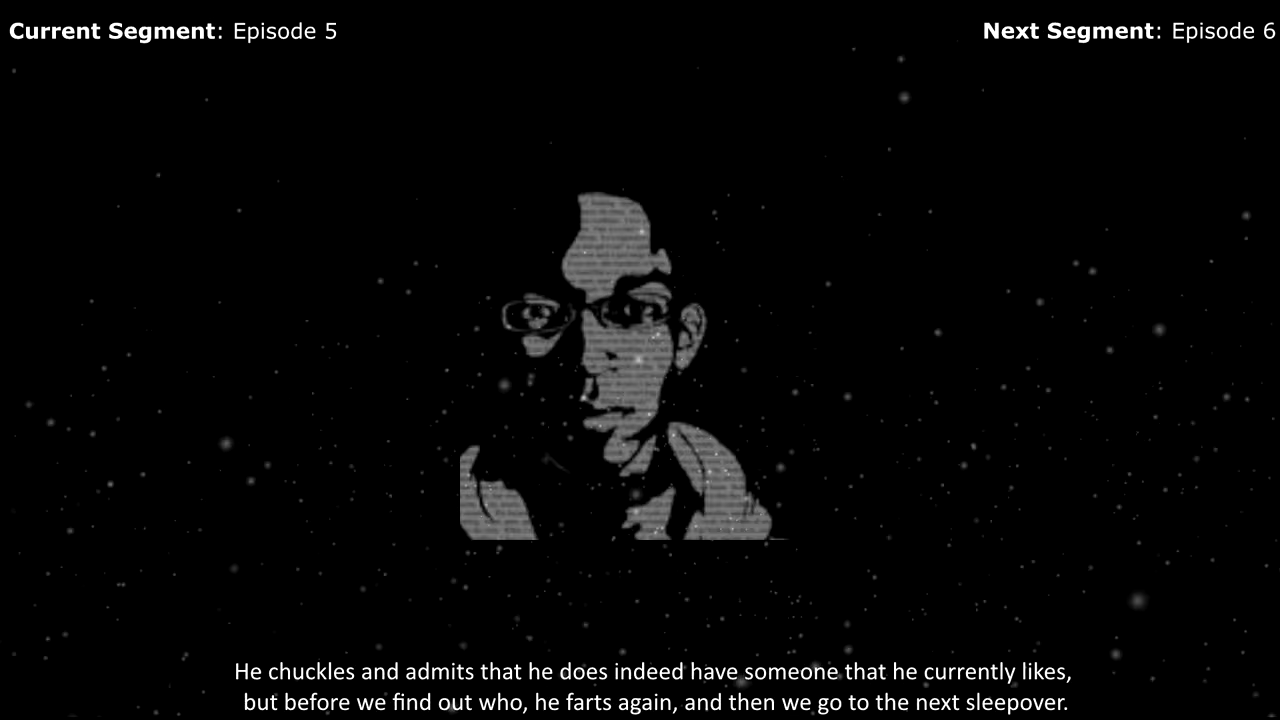 Current Segment: Episode 5
Next Segment: Episode 6
He chuckles and admits that he does indeed have someone that he currently likes,
but before we find out who, he farts again, and then we go to the next sleepover.